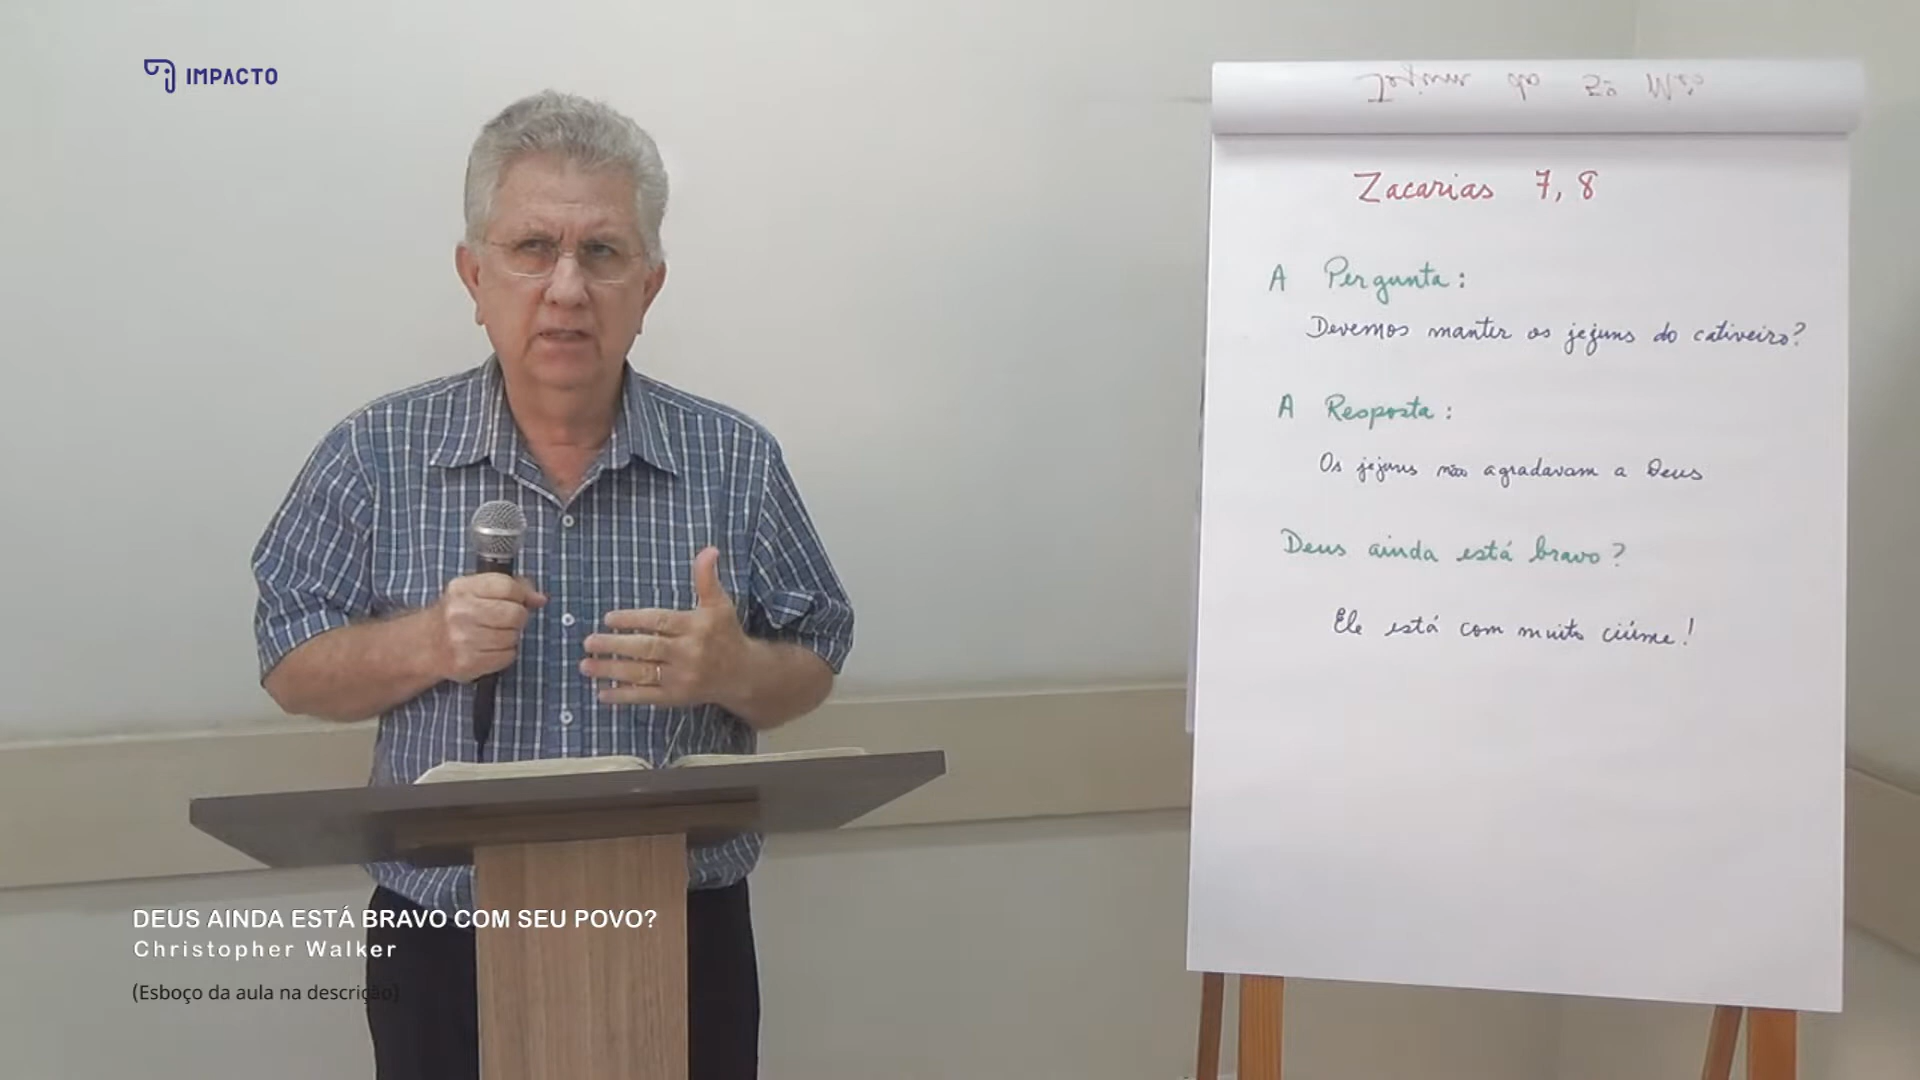 IMPACTO
Zacarias 7, 8
A Pergunta:
Devemos manter os jejuns do cativeiro?
A Resposta:
Os jejuns não agradavam a Deus
Deus ainda está bravo?
Ele está com muito ciúme!
DEUS AINDA ESTÁ BRAVO COM SEU POVO?
Christopher Walker
(Esboço da aula na descrição)